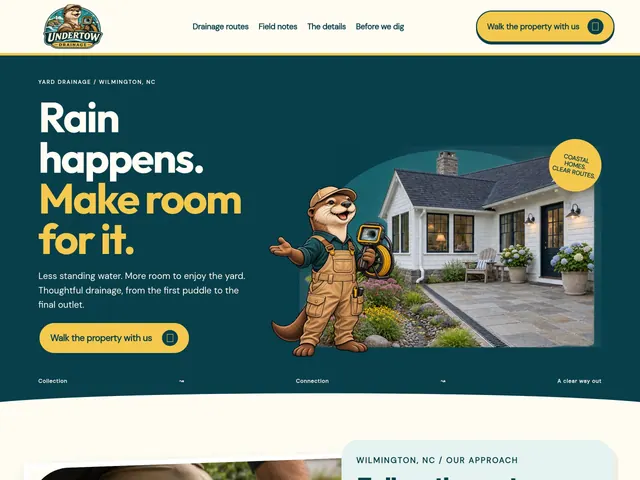 UNDERTOW
DRAINAGE
Drainage routes
Field notes
The details
Before we dig
Walk the property with us
YARD DRAINAGE / WILMINGTON, NC
Rain
happens.
Make room
for it.
COASTAL
HOMES.
CLEAR ROUTES.
Less standing water. More room to enjoy the yard.
Thoughtful drainage, from the first puddle to the
final outlet.
Walk the property with us
Collection
Connection
A clear way out
WILMINGTON, NC / OUR APPROACH